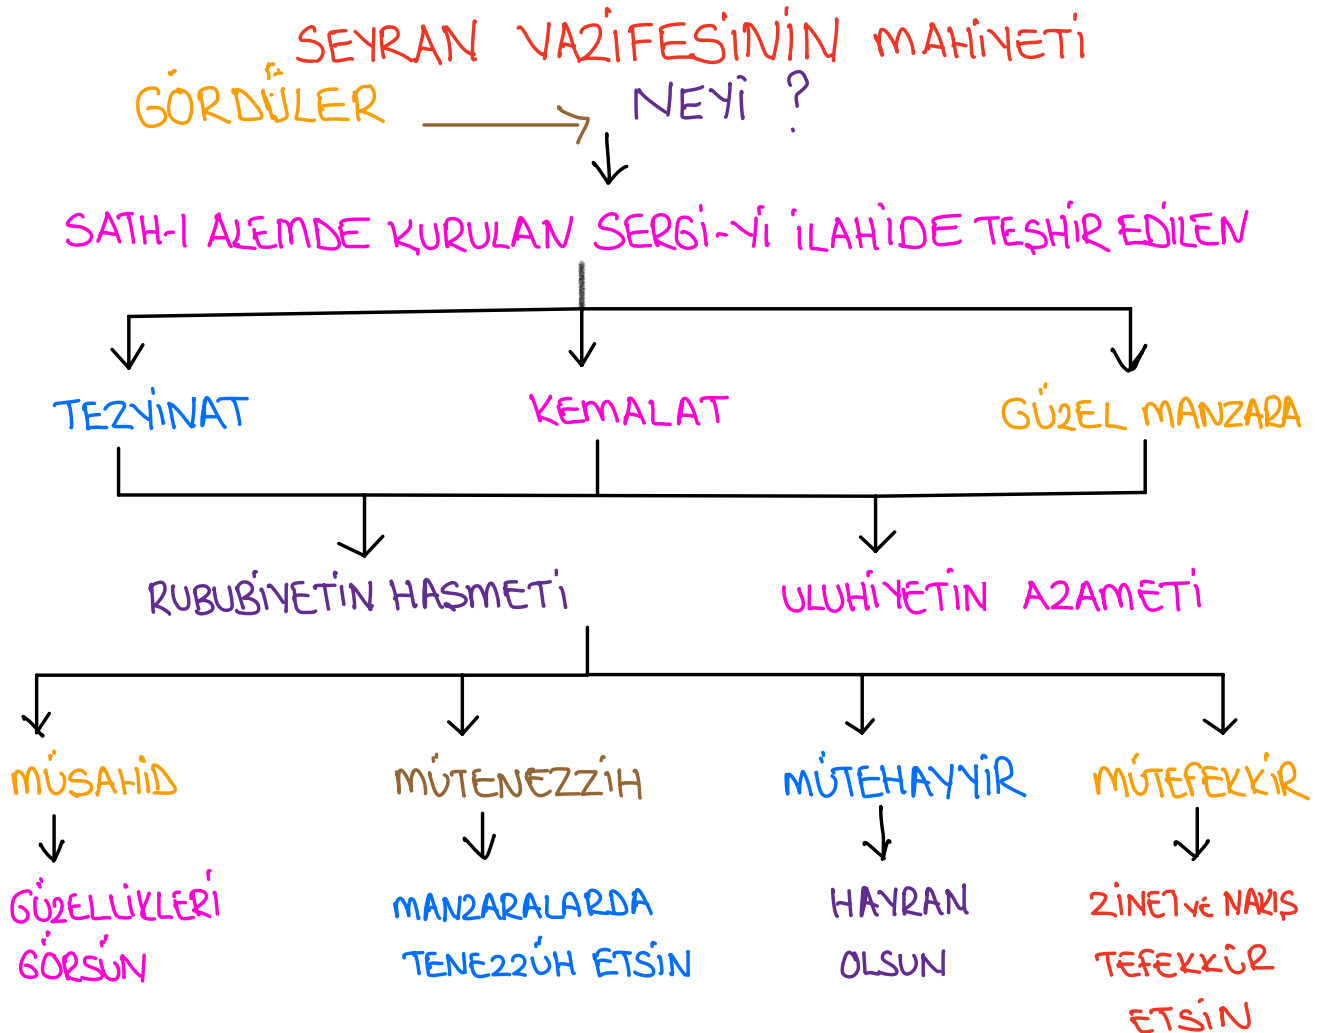 SEYRAN VAZİFESİNİN MAHİYETİ
GÖRDÜLER NEYİ ?
SATH-I ALEMDE KURULAN SERGİ-Yİ İLAHİDE TEŞHİR EDİLEN
TEZYİNAT KEMALAT GÜZEL MANZARA
RUBUBİYETİN HAŞMETİ ULUHİYETİN AZAMETİ
MÜSAHİD MÜTENEZZİH MÜTEHAYYİR MÜTEFEKKİR
GÜZELLİKLERİ MANZARALARDA HAYRAN ZİNET VE NAKIŞ
GÖRSÜN TENEZZÜH ETSİN OLSUN TEFEKKÜR
ETSİN